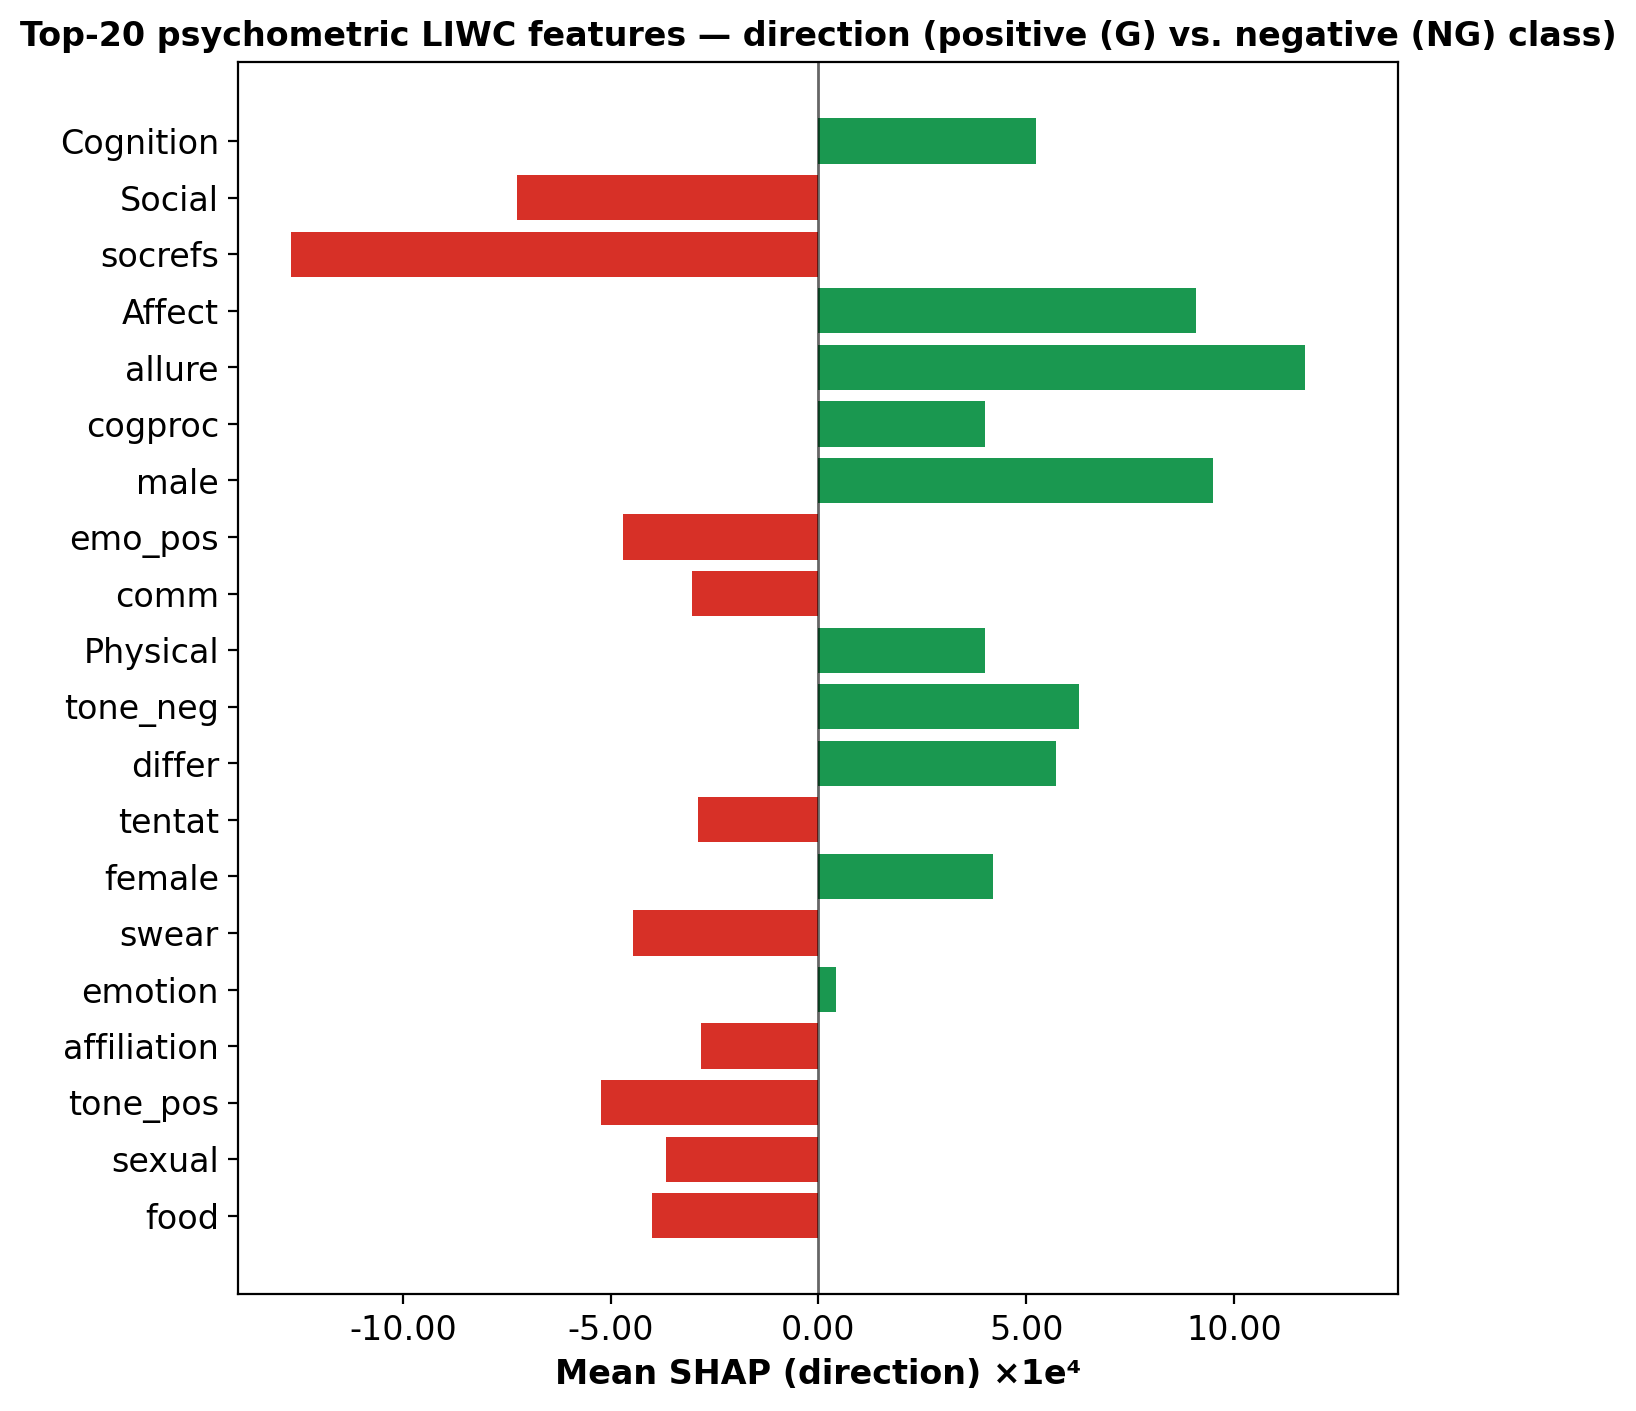 Top-20 psychometric LIWC features — direction (positive (G) vs. negative (NG) class)
Cognition
Social
socrefs
Affect
allure
cogproc
male
emo_pos
comm
Physical
tone_neg
differ
tentat
female
swear
emotion
affiliation
tone_pos
sexual
food
-10.00 -5.00 0.00 5.00 10.00
Mean SHAP (direction) ×1e⁴